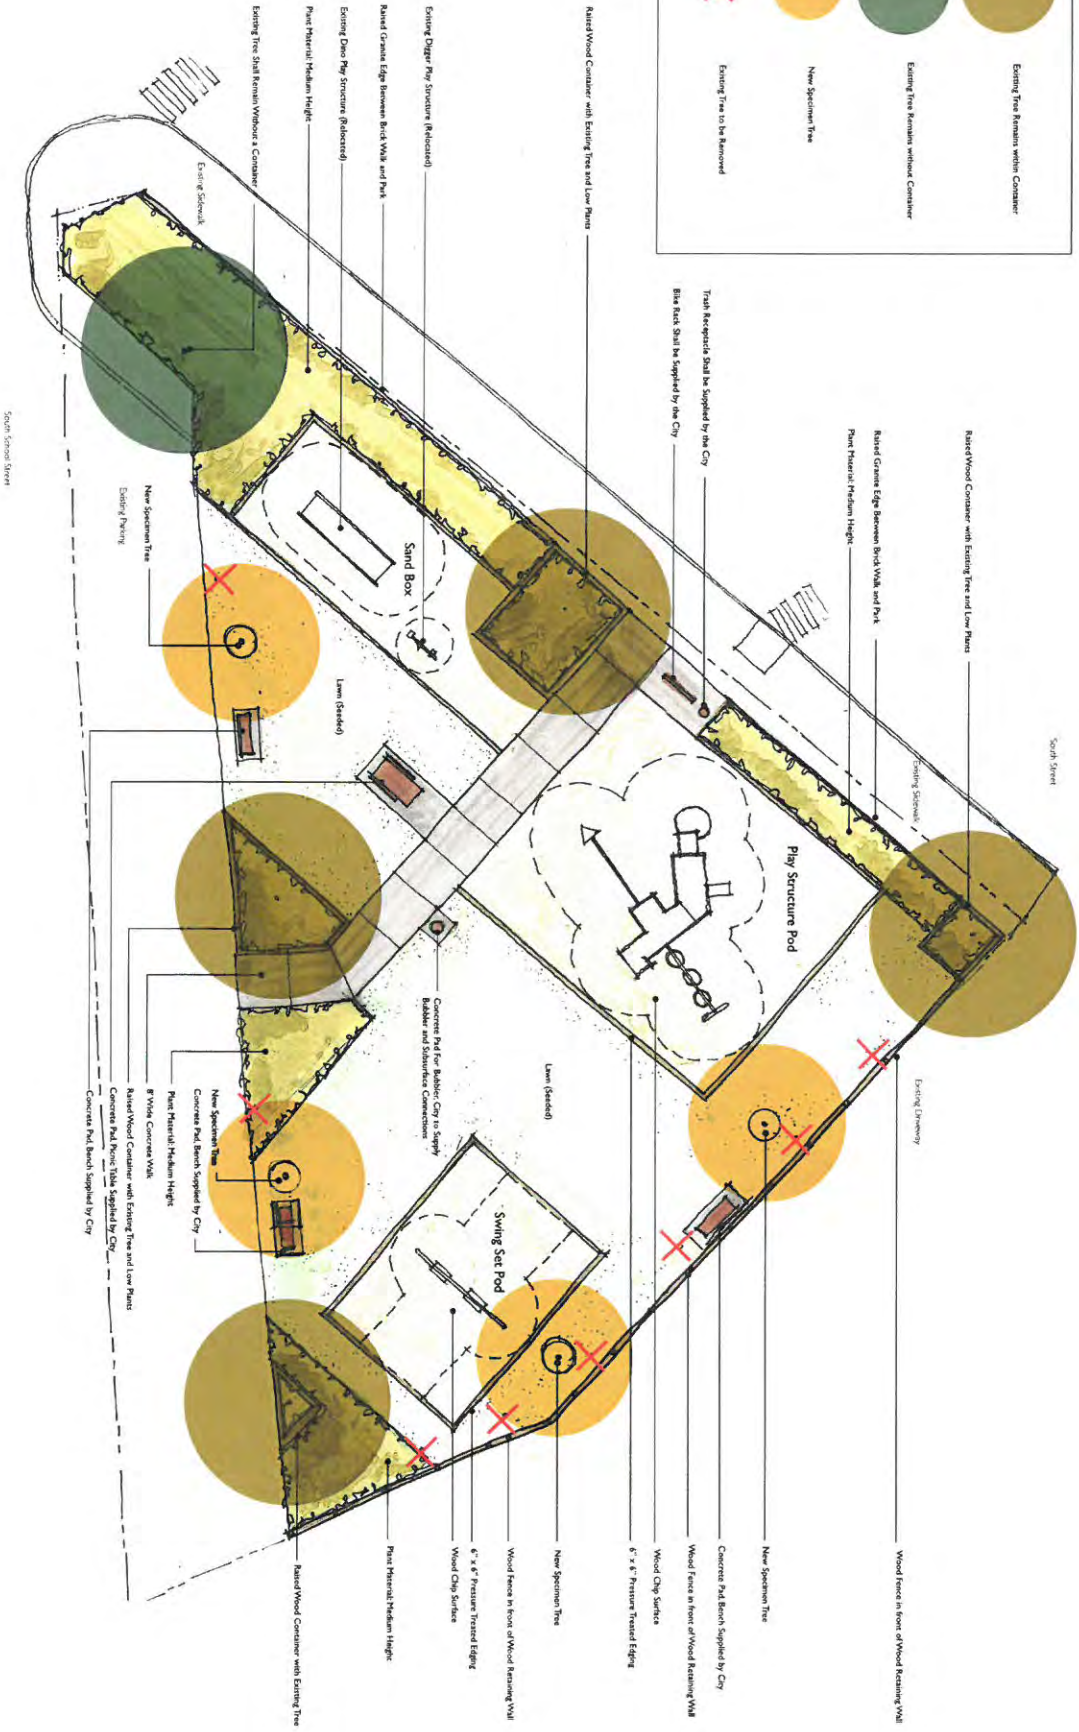 Existing Tree Remains within Container
Existing Tree Remains without Container
New Specimen Tree
Existing Tree to be Removed
South Street
Existing Sidewalk
Existing Driveway
Raised Wood Container with Existing Tree and Low Plants
Raised Granite Edge Between Brick Walk and Park
Plant Material: Medium Height
Trash Receptacle Shall be Supplied by the City
Bike Rack Shall be Supplied by the City
Raised Wood Container with Existing Tree and Low Plants
Existing Digger Play Structure (Relocated)
Raised Granite Edge Between Brick Walk and Park
Existing Dino Play Structure (Relocated)
Plant Material: Medium Height
Existing Tree Shall Remain Without a Container
Existing Sidewalk
Play Structure Pod
Sand Box
Swing Set Pod
Lawn (Seeded)
Lawn (Seeded)
Concrete Pad For Bubbler. City to Supply
Bubbler and Subsurface Connections
Wood Fence in front of Wood Retaining Wall
New Specimen Tree
Concrete Pad, Bench Supplied by City
Wood Fence in front of Wood Retaining Wall
Wood Chip Surface
6" x 6" Pressure Treated Edging
New Specimen Tree
Wood Fence in front of Wood Retaining Wall
6" x 6" Pressure Treated Edging
Wood Chip Surface
Plant Material: Medium Height
Raised Wood Container with Existing Tree
New Specimen Tree
Existing Parking
New Specimen Tree
Concrete Pad, Bench Supplied by City
Plant Material: Medium Height
8' Wide Concrete Walk
Raised Wood Container with Existing Tree and Low Plants
Concrete Pad, Picnic Table Supplied by City
Concrete Pad, Bench Supplied by City
South School Street